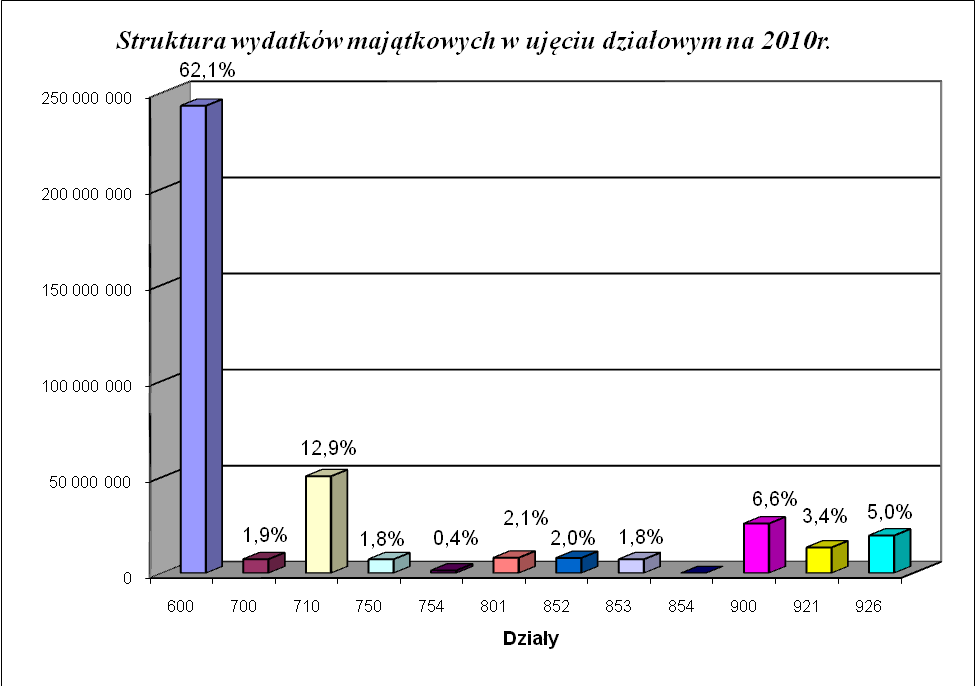 Struktura wydatków majątkowych w ujęciu działowym na 2010r.
62,1%
250 000 000
200 000 000
150 000 000
100 000 000
12,9%
50 000 000
6,6%
5,0%
3,4%
2,1%
1,9%
1,8%
0,4%
2,0%
1,8%
0
600 700 710 750 754 801 852 853 854 900 921 926
Działy